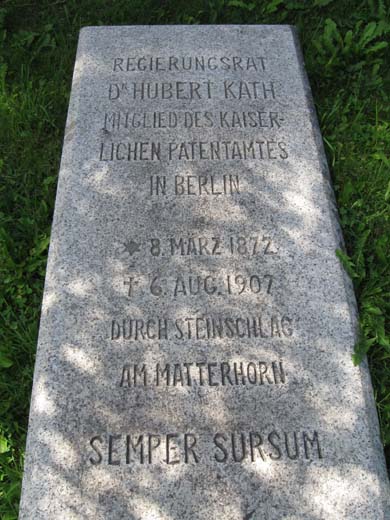 REGIERUNGSRAT
DR HUBERT KATH
MITGLIED DES KAISER-
LICHEN PATENTAMTES
IN BERLIN
* 8. MÄRZ 1872.
† 6. AUG. 1907
DURCH STEINSCHLAG
AM MATTERHORN
SEMPER SURSUM